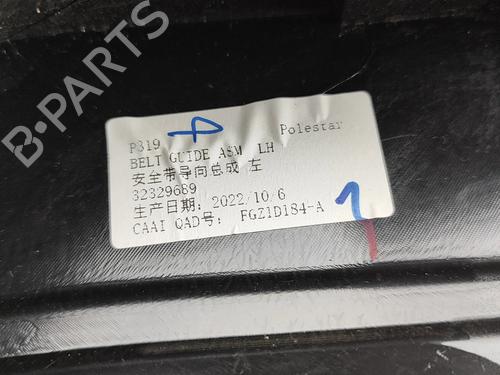 B-PARTS
P319 Polestar
BELT GUIDE ASM LH
安全带导向总成 左
32329689
生产日期: 2022/10/6
CAAI QAD号: FGZ1D184-A
1